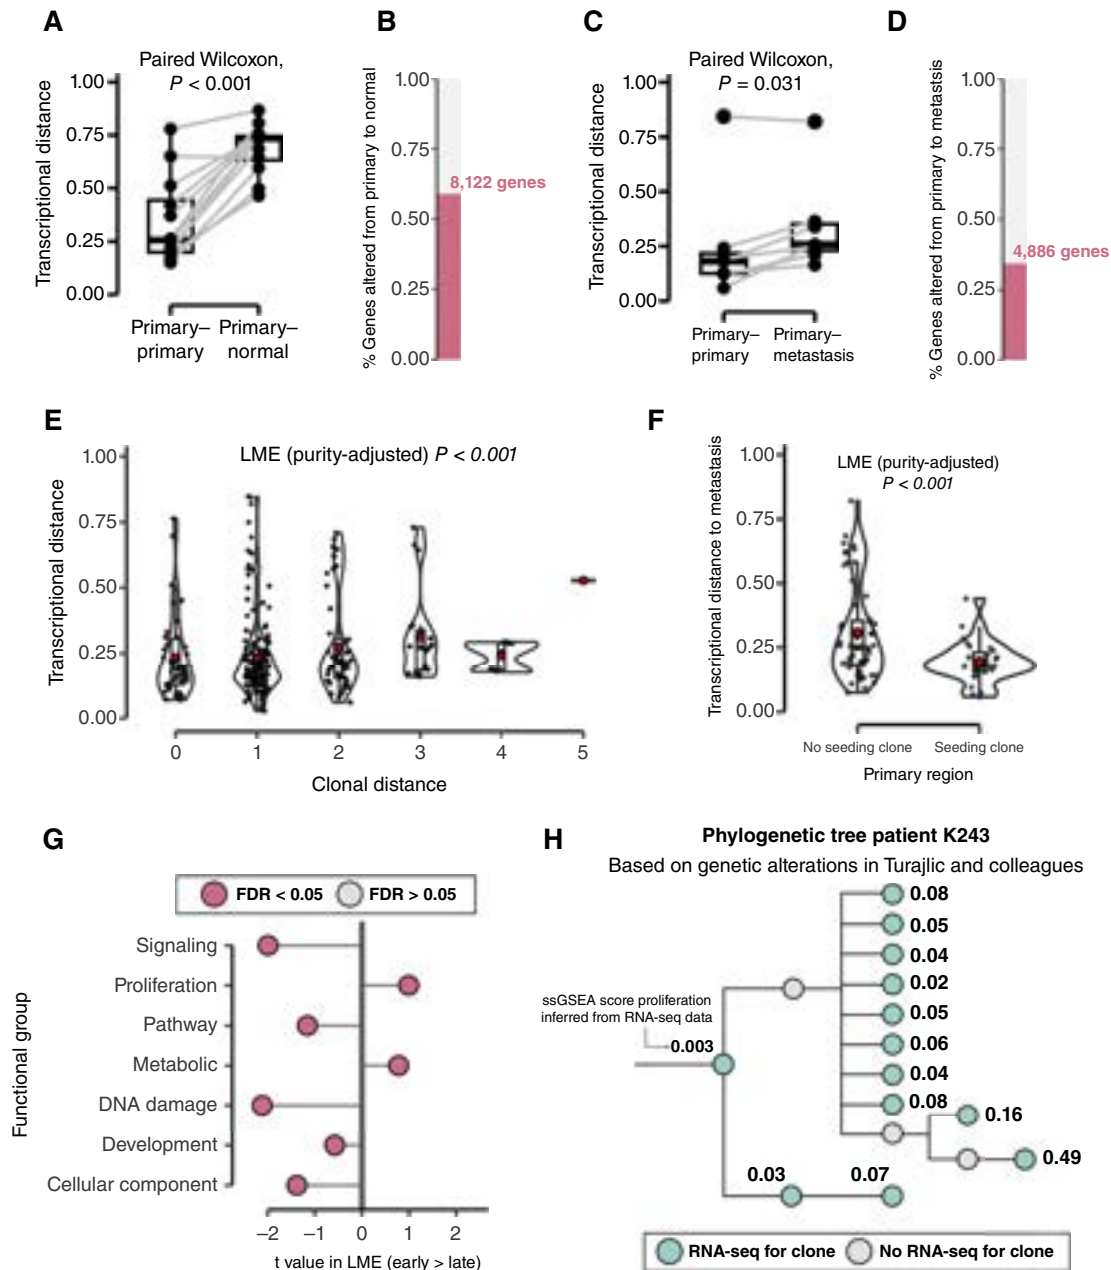 A
Paired Wilcoxon,
P < 0.001
Transcriptional distance
1.00
0.75
0.50
0.25
0.00
Primary–
primary
Primary–
normal
B
% Genes altered from primary to normal
1.00
0.75
0.50
0.25
0.00
8,122 genes
C
Paired Wilcoxon,
P = 0.031
Transcriptional distance
1.00
0.75
0.50
0.25
0.00
Primary–
primary
Primary–
metastasis
D
% Genes altered from primary to metastsis
1.00
0.75
0.50
0.25
0.00
4,886 genes
E
LME (purity-adjusted) P < 0.001
Transcriptional distance
1.00
0.75
0.50
0.25
0.00
0 1 2 3 4 5
Clonal distance
F
LME (purity-adjusted)
P < 0.001
Transcriptional distance to metastasis
1.00
0.75
0.50
0.25
0.00
No seeding clone Seeding clone
Primary region
G
FDR < 0.05 FDR > 0.05
Functional group
Signaling
Proliferation
Pathway
Metabolic
DNA damage
Development
Cellular component
−2 −1 0 1 2
t value in LME (early > late)
H
Phylogenetic tree patient K243
Based on genetic alterations in Turajlic and colleagues
ssGSEA score proliferation
inferred from RNA-seq data
0.003
0.08
0.05
0.04
0.02
0.05
0.06
0.04
0.08
0.16
0.49
0.03 0.07
RNA-seq for clone No RNA-seq for clone